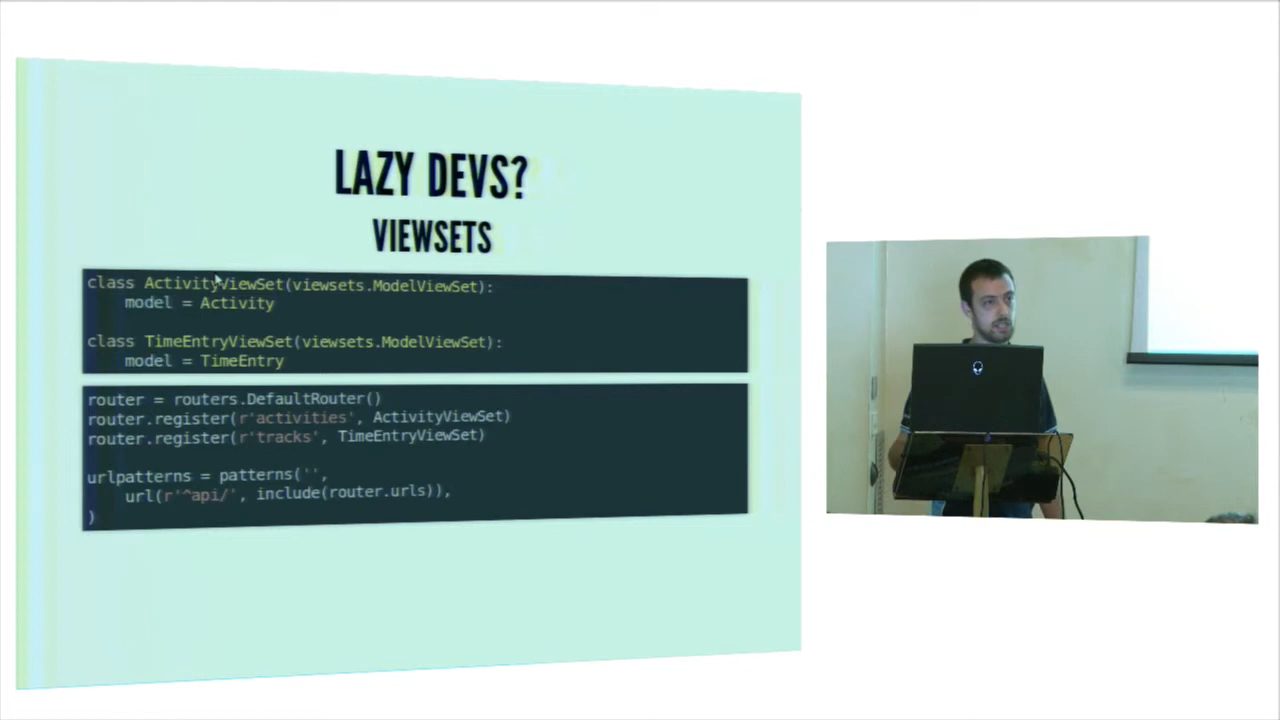 LAZY DEVS?
VIEWSETS
class ActivityViewSet(viewsets.ModelViewSet):
    model = Activity
class TimeEntryViewSet(viewsets.ModelViewSet):
    model = TimeEntry
router = routers.DefaultRouter()
router.register(r'activities', ActivityViewSet)
router.register(r'tracks', TimeEntryViewSet)
urlpatterns = patterns('',
    url(r'^api/', include(router.urls)),
)